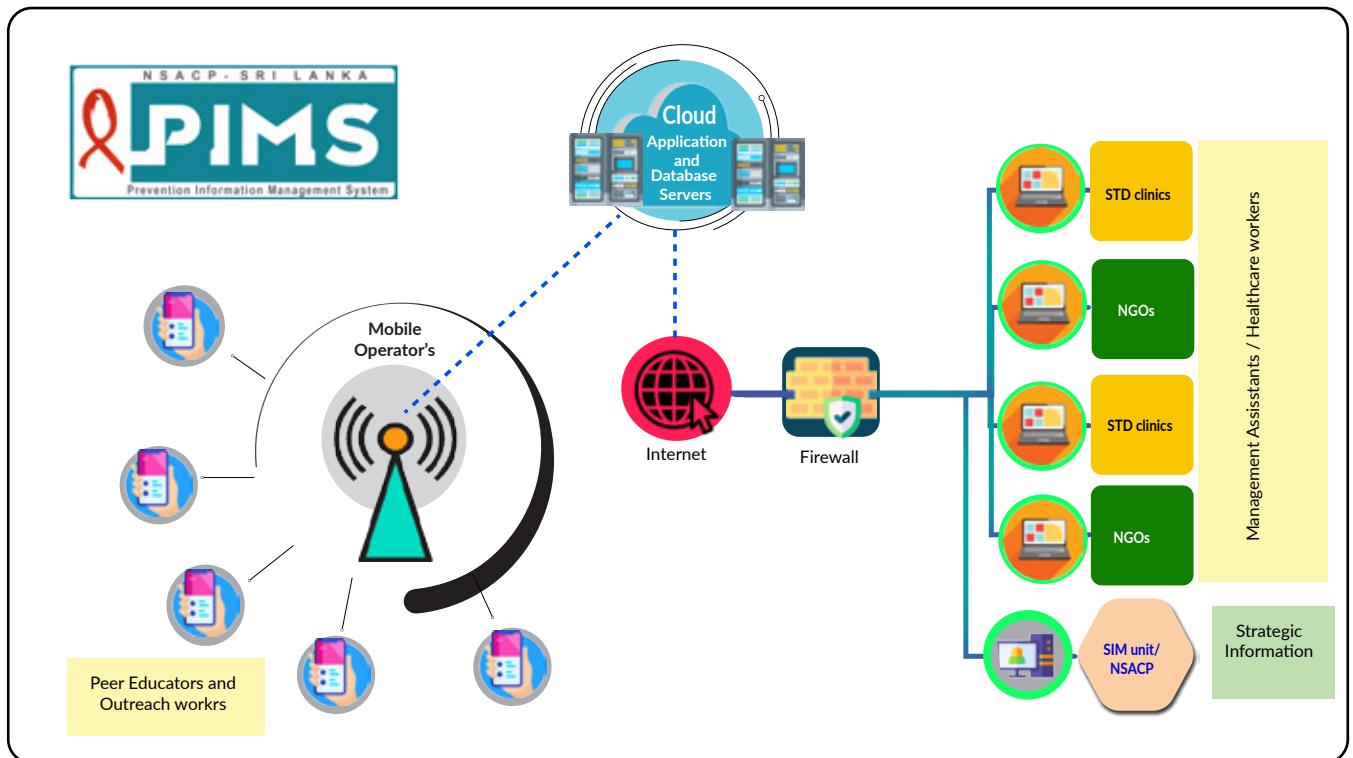 NSACP- SRI LANKA
PIMS
Prevention Information Management System
Cloud
Application
and
Database
Servers
Mobile
Operator's
Internet
Firewall
STD clinics
NGOs
STD clinics
NGOs
Management Assisstants / Healthcare workers
SIM unit/
NSACP
Strategic
Information
Peer Educators and
Outreach workrs